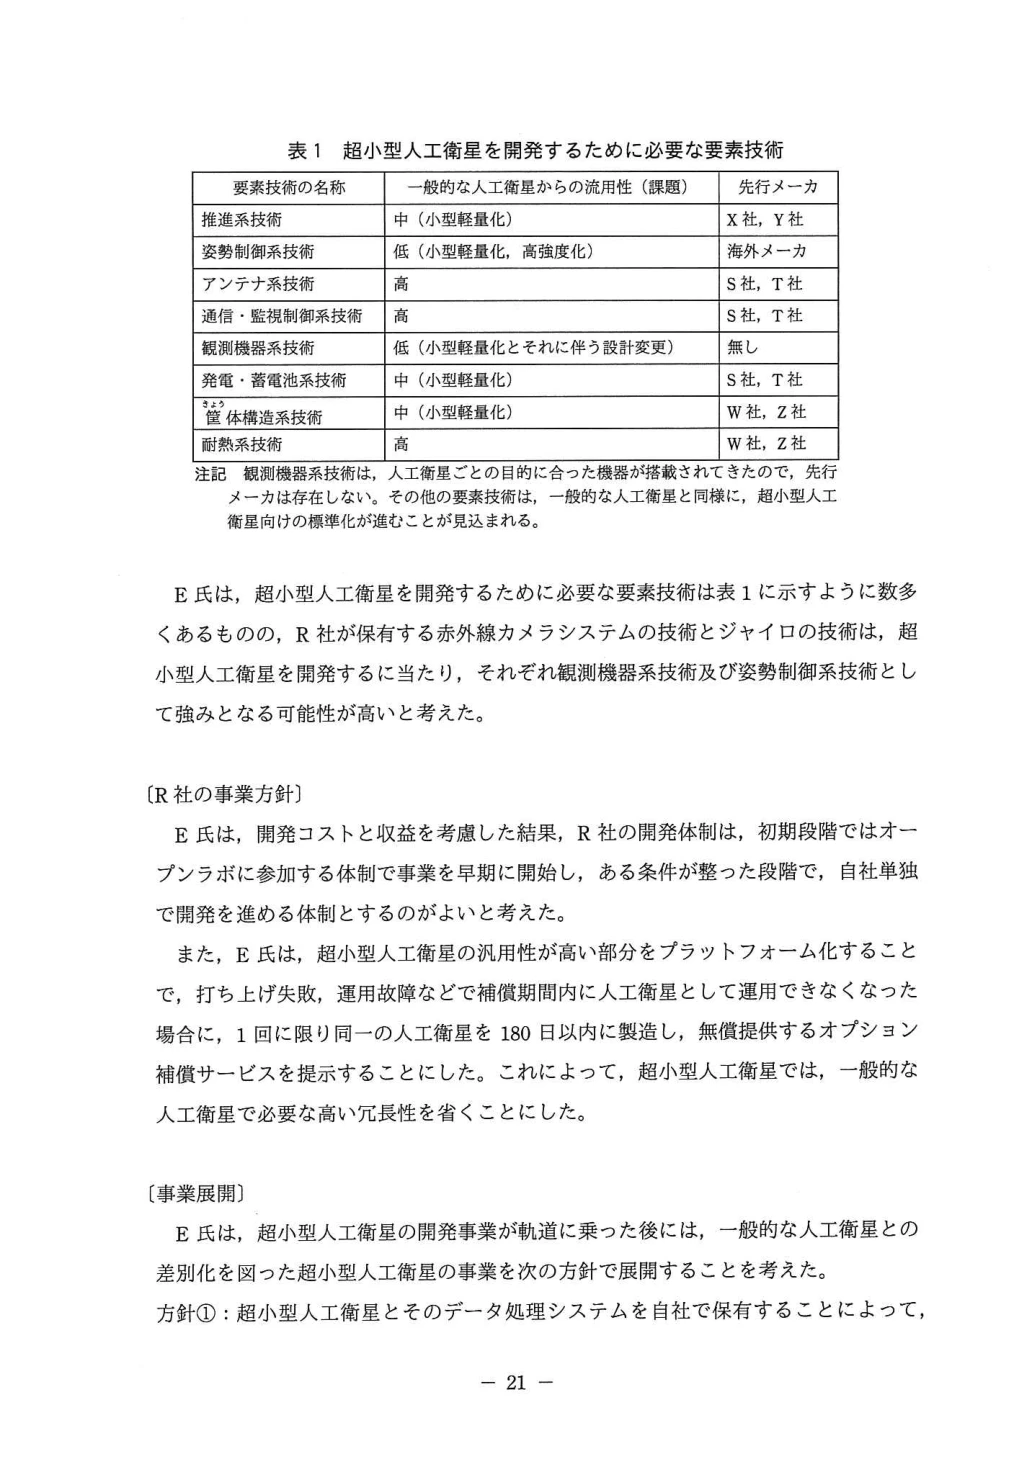 表1 超小型人工衛星を開発するために必要な要素技術
要素技術の名称 一般的な人工衛星からの流用性（課題） 先行メーカ
推進系技術 中（小型軽量化） X社，Y社
姿勢制御系技術 低（小型軽量化，高強度化） 海外メーカ
アンテナ系技術 高 S社，T社
通信・監視制御系技術 高 S社，T社
観測機器系技術 低（小型軽量化とそれに伴う設計変更） 無し
発電・蓄電池系技術 中（小型軽量化） S社，T社
きょう
筐体構造系技術 中（小型軽量化） W社，Z社
耐熱系技術 高 W社，Z社
注記 観測機器系技術は，人工衛星ごとの目的に合った機器が搭載されてきたので，先行
メーカは存在しない。その他の要素技術は，一般的な人工衛星と同様に，超小型人工
衛星向けの標準化が進むことが見込まれる。
E氏は，超小型人工衛星を開発するために必要な要素技術は表1に示すように数多
くあるものの，R社が保有する赤外線カメラシステムの技術とジャイロの技術は，超
小型人工衛星を開発するに当たり，それぞれ観測機器系技術及び姿勢制御系技術とし
て強みとなる可能性が高いと考えた。
〔R社の事業方針〕
E氏は，開発コストと収益を考慮した結果，R社の開発体制は，初期段階ではオー
プンラボに参加する体制で事業を早期に開始し，ある条件が整った段階で，自社単独
で開発を進める体制とするのがよいと考えた。
また，E氏は，超小型人工衛星の汎用性が高い部分をプラットフォーム化すること
で，打ち上げ失敗，運用故障などで補償期間内に人工衛星として運用できなくなった
場合に，1回に限り同一の人工衛星を180日以内に製造し，無償提供するオプション
補償サービスを提示することにした。これによって，超小型人工衛星では，一般的な
人工衛星で必要な高い冗長性を省くことにした。
〔事業展開〕
E氏は，超小型人工衛星の開発事業が軌道に乗った後には，一般的な人工衛星との
差別化を図った超小型人工衛星の事業を次の方針で展開することを考えた。
方針①：超小型人工衛星とそのデータ処理システムを自社で保有することによって，
－ 21 －